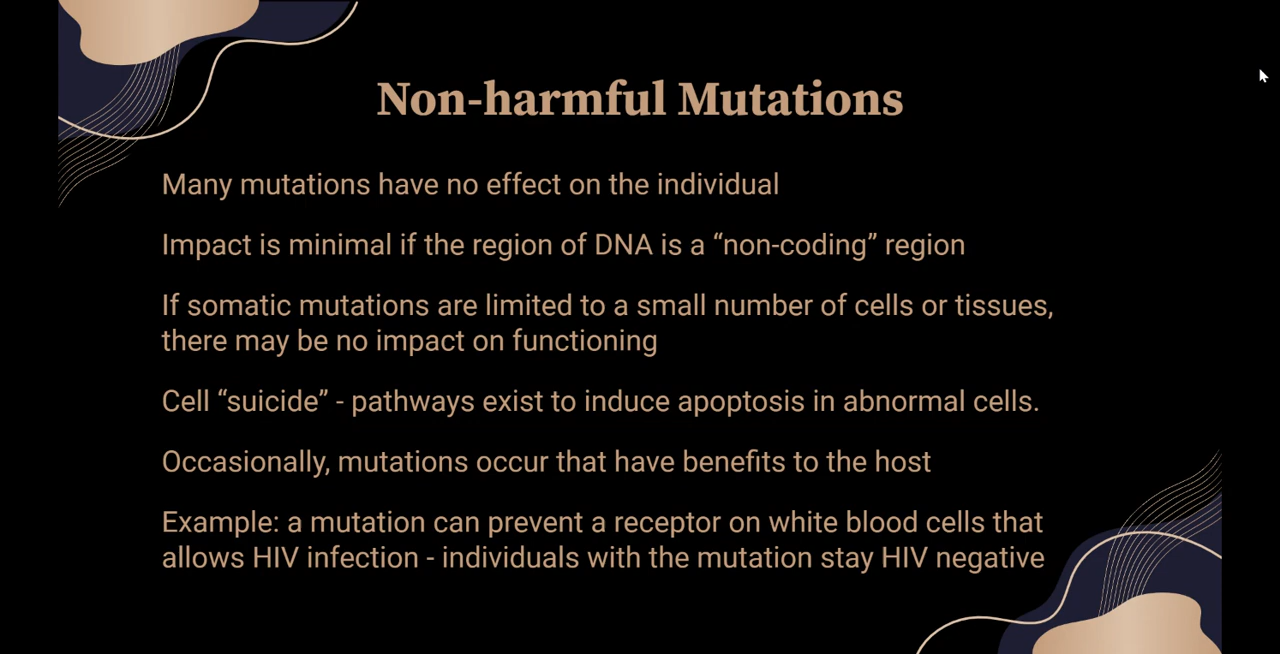 Non-harmful Mutations
Many mutations have no effect on the individual
Impact is minimal if the region of DNA is a “non-coding” region
If somatic mutations are limited to a small number of cells or tissues,
there may be no impact on functioning
Cell “suicide” - pathways exist to induce apoptosis in abnormal cells.
Occasionally, mutations occur that have benefits to the host
Example: a mutation can prevent a receptor on white blood cells that
allows HIV infection - individuals with the mutation stay HIV negative